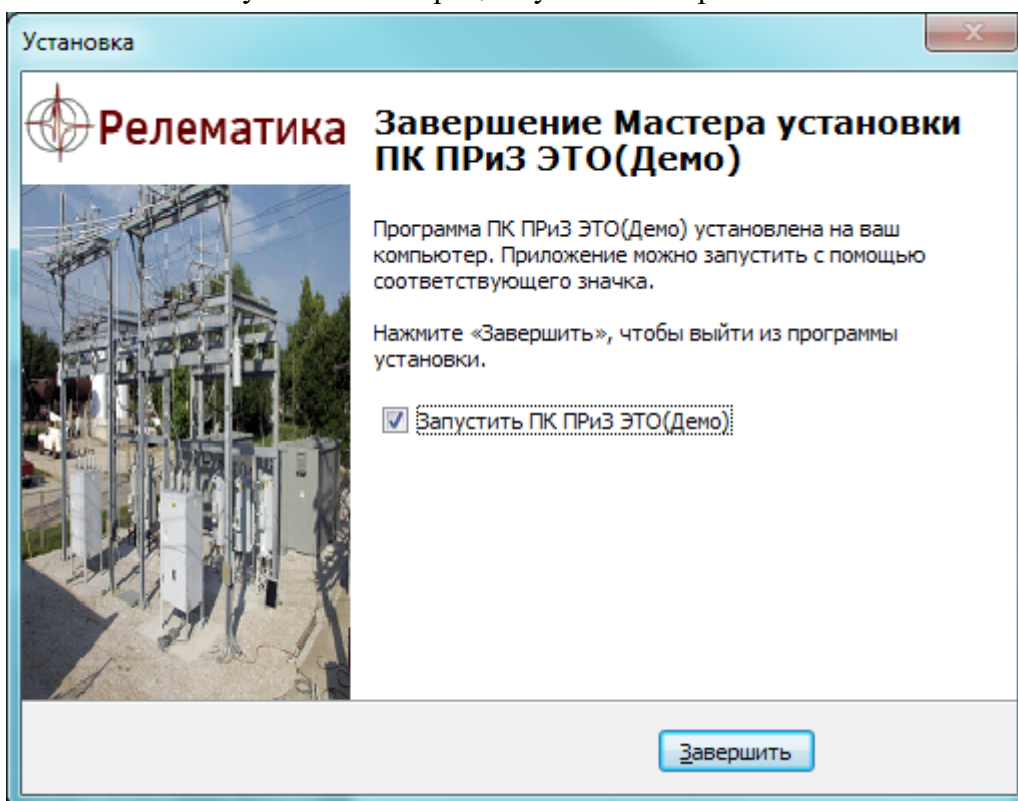 Установка
Релематика
Завершение Мастера установки
ПК ПРиЗ ЭТО(Демо)
Программа ПК ПРиЗ ЭТО(Демо) установлена на ваш
компьютер. Приложение можно запустить с помощью
соответствующего значка.
Нажмите «Завершить», чтобы выйти из программы
установки.
Запустить ПК ПРиЗ ЭТО(Демо)
Завершить